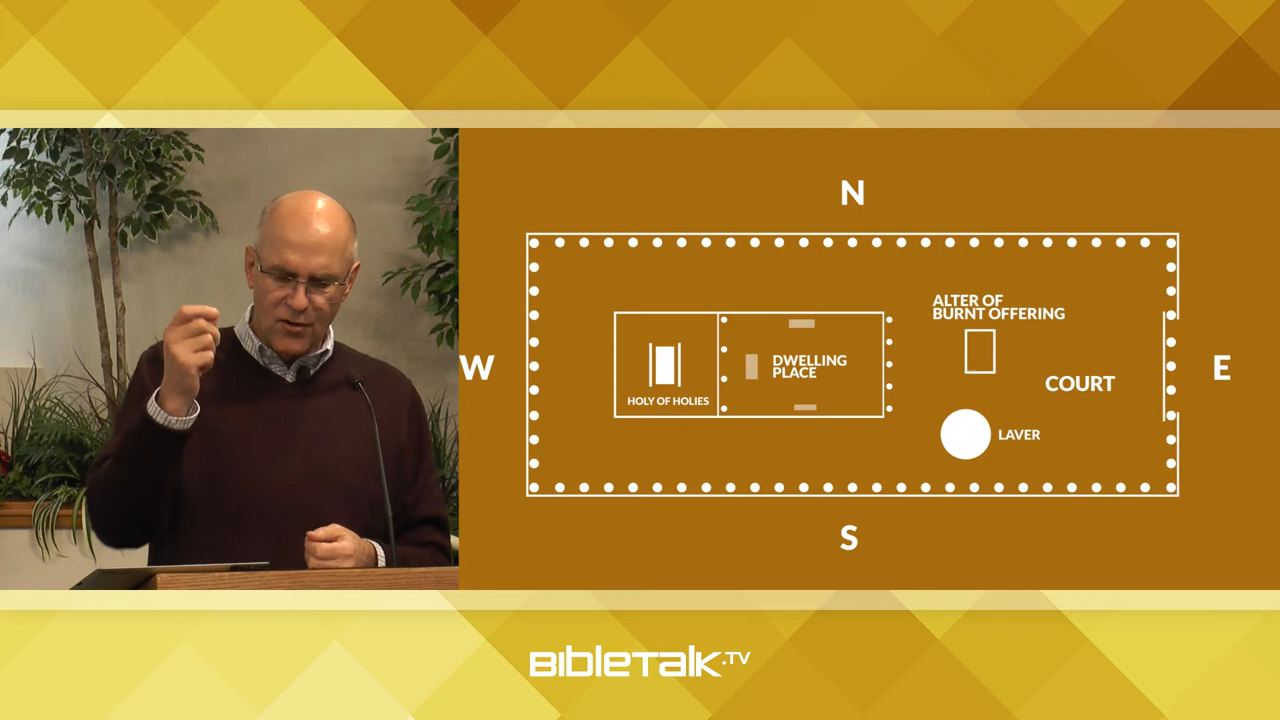 N
ALTER OF
BURNT OFFERING
W
DWELLING
PLACE
E
COURT
HOLY OF HOLIES
LAVER
S
BIBLETALK.TV